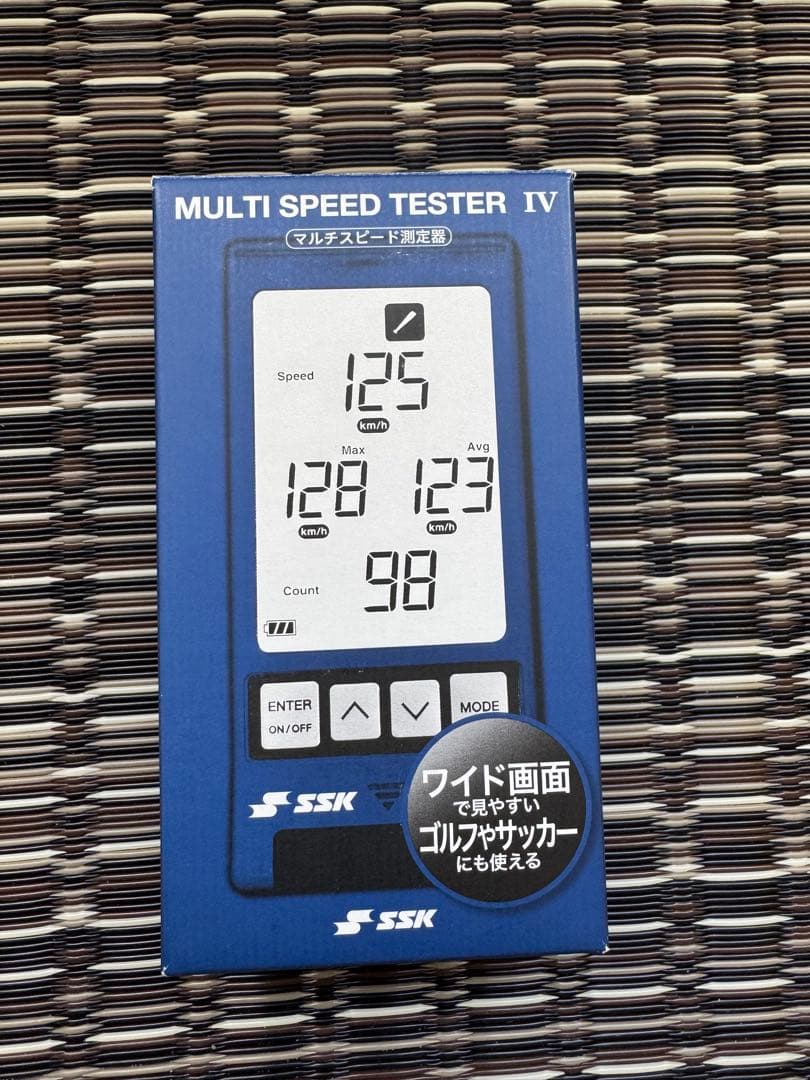 MULTI SPEED TESTER IV
マルチスピード測定器
Speed 125
km/h
Max Avg
128 123
km/h km/h
Count 98
ENTER
ON/OFF
MODE
SSK
ワイド画面
で見やすい
ゴルフやサッカー
にも使える
SSK